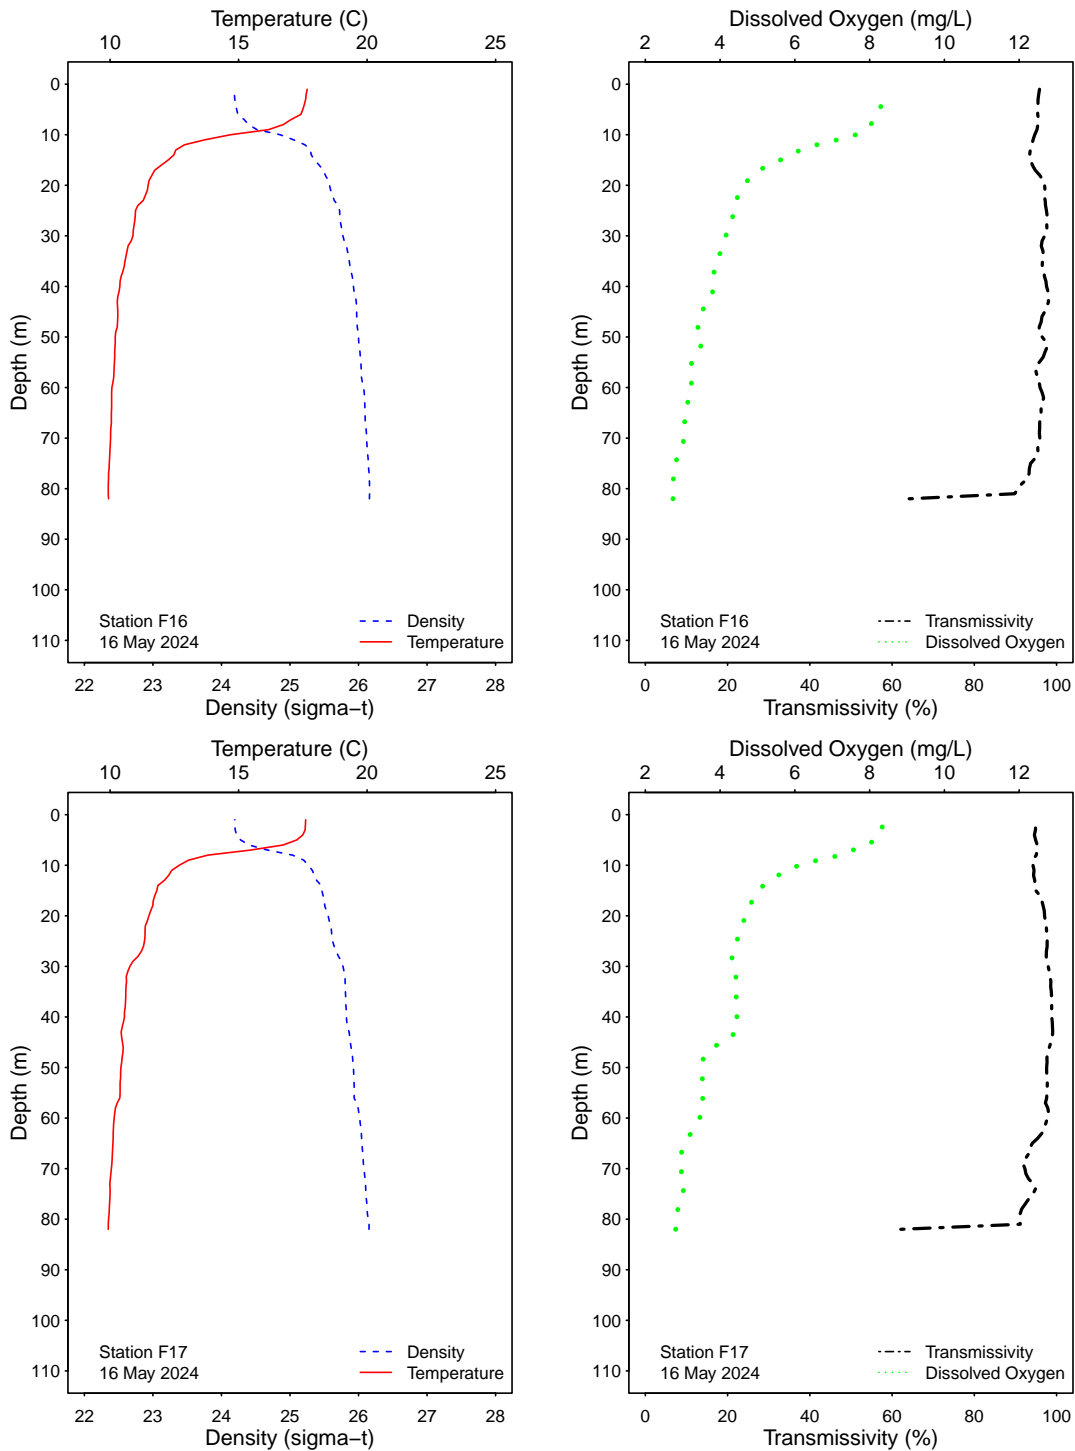 Temperature (C)
10 15 20 25
0
10
20
30
40
50
60
70
80
90
100
110
Depth (m)
Station F16
16 May 2024
Density
Temperature
22 23 24 25 26 27 28
Density (sigma−t)
Dissolved Oxygen (mg/L)
2 4 6 8 10 12
0
10
20
30
40
50
60
70
80
90
100
110
Depth (m)
Station F16
16 May 2024
Transmissivity
Dissolved Oxygen
0 20 40 60 80 100
Transmissivity (%)
Temperature (C)
10 15 20 25
0
10
20
30
40
50
60
70
80
90
100
110
Depth (m)
Station F17
16 May 2024
Density
Temperature
22 23 24 25 26 27 28
Density (sigma−t)
Dissolved Oxygen (mg/L)
2 4 6 8 10 12
0
10
20
30
40
50
60
70
80
90
100
110
Depth (m)
Station F17
16 May 2024
Transmissivity
Dissolved Oxygen
0 20 40 60 80 100
Transmissivity (%)